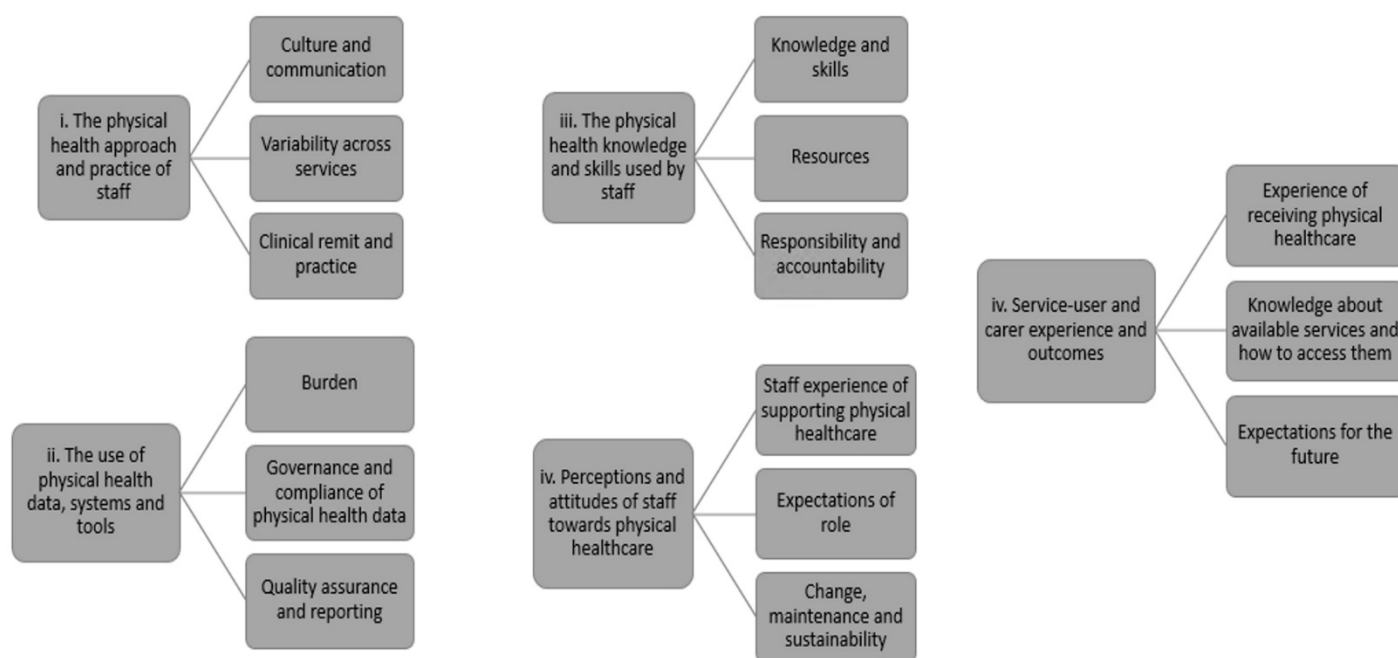 i. The physical
health approach
and practice of
staff
Culture and
communication
Variability across
services
Clinical remit and
practice
ii. The use of
physical health
data, systems and
tools
Burden
Governance and
compliance of
physical health data
Quality assurance
and reporting
iii. The physical
health knowledge
and skills used by
staff
Knowledge and
skills
Resources
Responsibility and
accountability
iv. Perceptions and
attitudes of staff
towards physical
healthcare
Staff experience of
supporting physical
healthcare
Expectations of
role
Change,
maintenance and
sustainability
iv. Service-user and
carer experience and
outcomes
Experience of
receiving physical
healthcare
Knowledge about
available services and
how to access them
Expectations for the
future